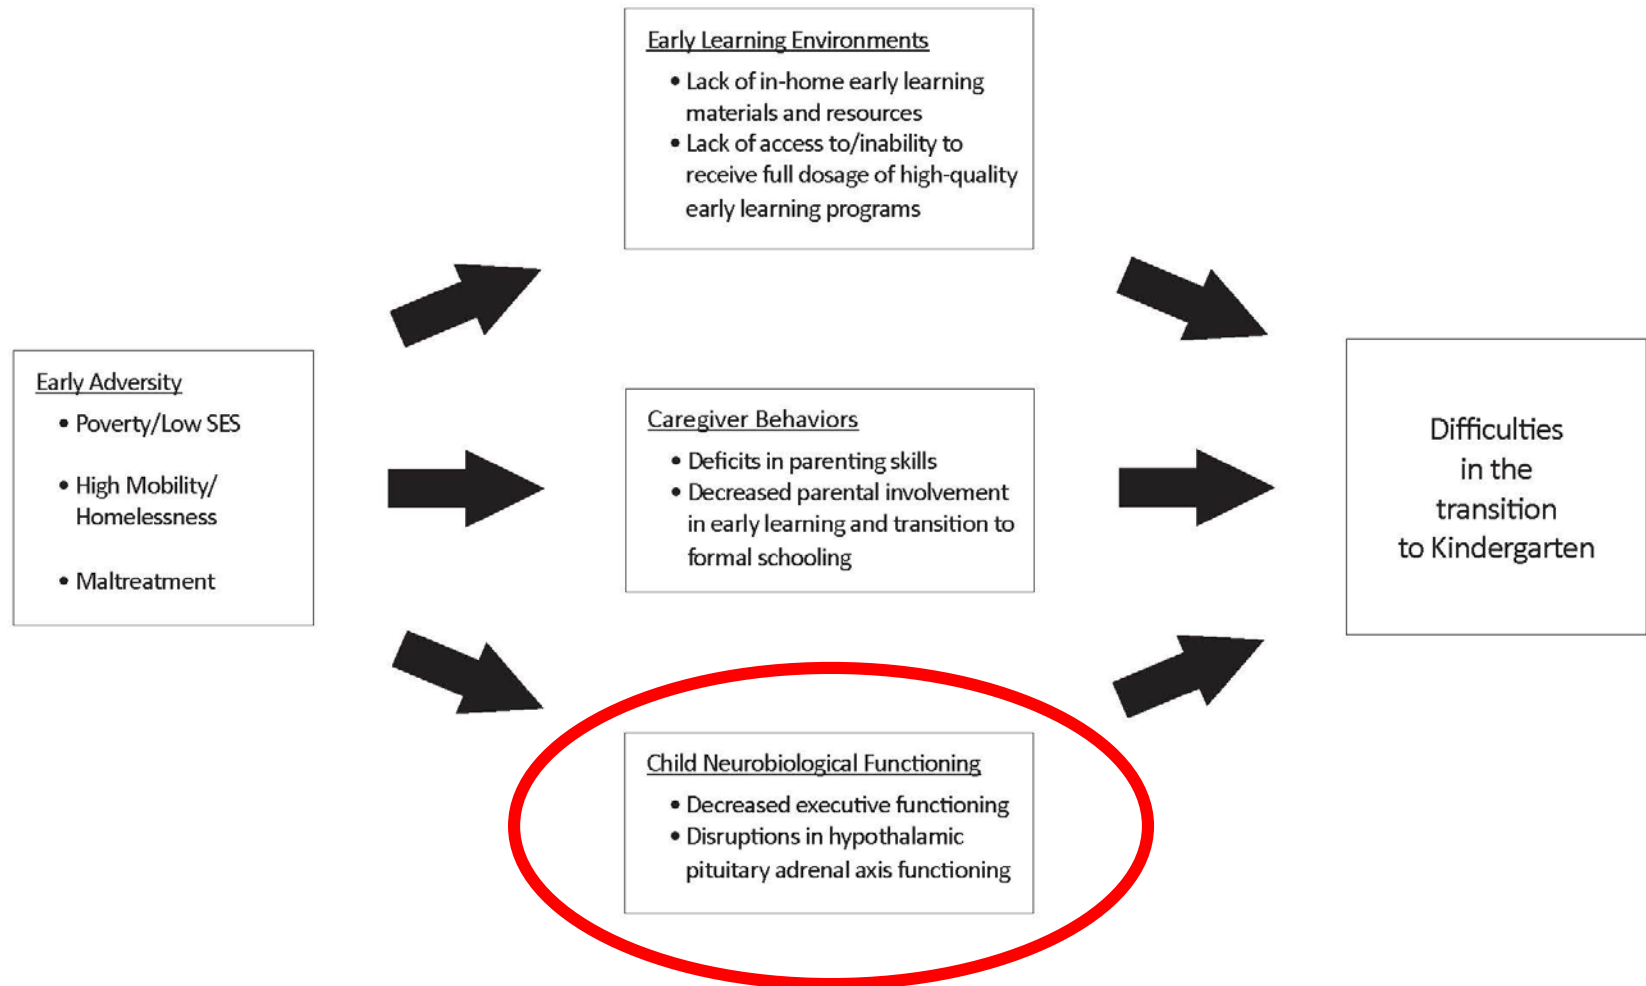 Early Learning Environments
• Lack of in-home early learning
materials and resources
• Lack of access to/inability to
receive full dosage of high-quality
early learning programs
Early Adversity
• Poverty/Low SES
• High Mobility/
Homelessness
• Maltreatment
Caregiver Behaviors
• Deficits in parenting skills
• Decreased parental involvement
in early learning and transition to
formal schooling
Child Neurobiological Functioning
• Decreased executive functioning
• Disruptions in hypothalamic
pituitary adrenal axis functioning
Difficulties
in the
transition
to Kindergarten